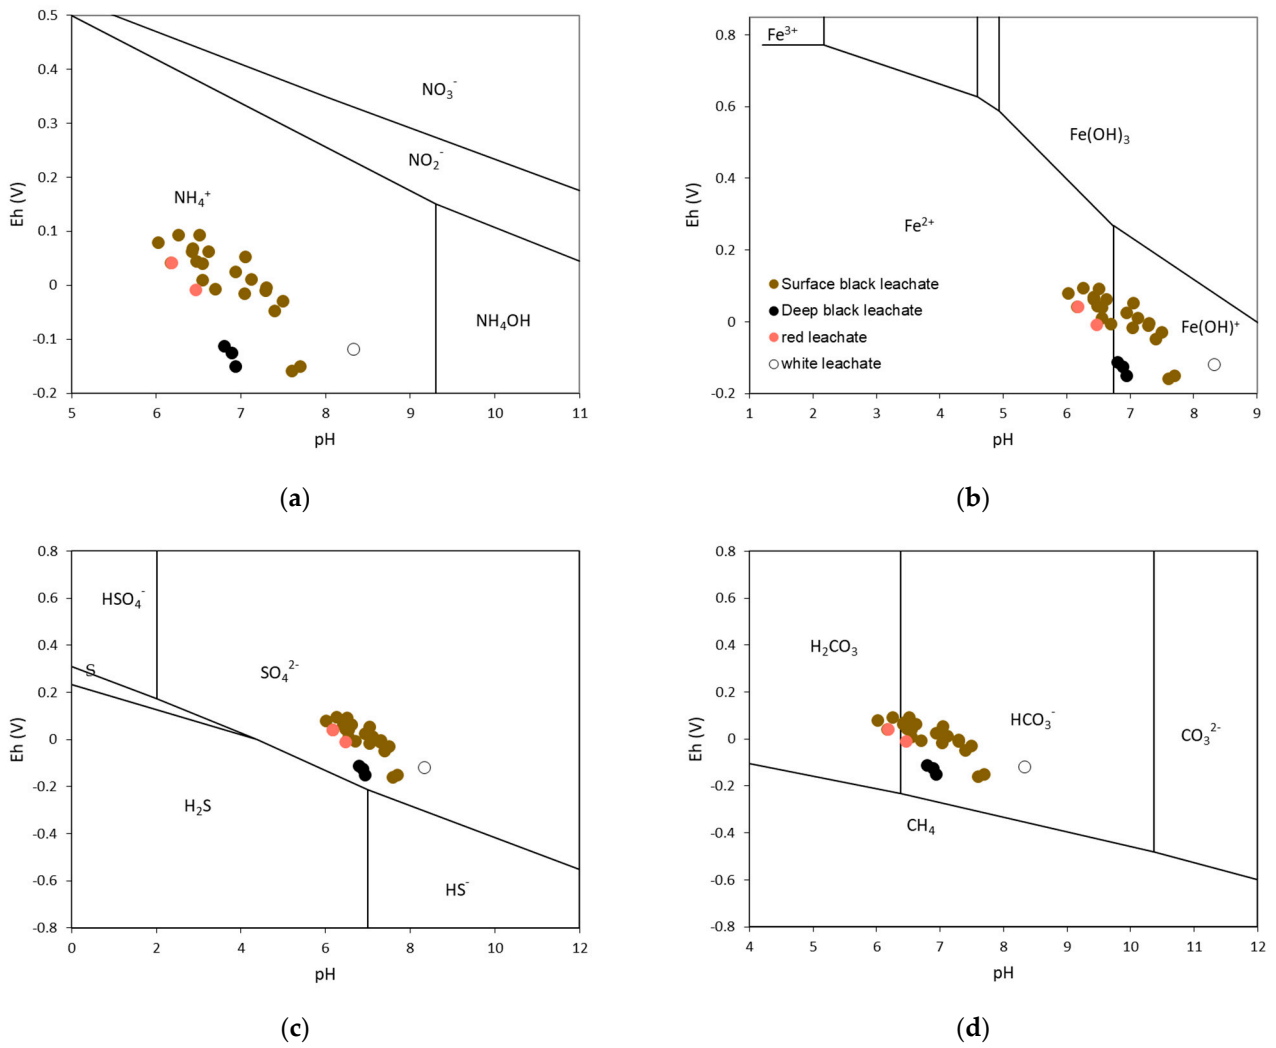 0.5
0.4
0.3
0.2
0.1
0
-0.1
-0.2
Eh (V)
NO₃⁻
NO₂⁻
NH₄⁺
NH₄OH
5 6 7 8 9 10 11
pH
(a)
0.8
0.6
0.4
0.2
0
-0.2
Eh (V)
Fe³⁺
Fe(OH)₃
Fe²⁺
Surface black leachate
Deep black leachate
red leachate
white leachate
Fe(OH)⁺
1 2 3 4 5 6 7 8 9
pH
(b)
0.8
0.6
0.4
0.2
0
-0.2
-0.4
-0.6
-0.8
Eh (V)
HSO₄⁻
S
SO₄²⁻
H₂S
HS⁻
0 2 4 6 8 10 12
pH
(c)
0.8
0.6
0.4
0.2
0
-0.2
-0.4
-0.6
-0.8
Eh (V)
H₂CO₃
HCO₃⁻
CO₃²⁻
CH₄
4 5 6 7 8 9 10 11 12
pH
(d)